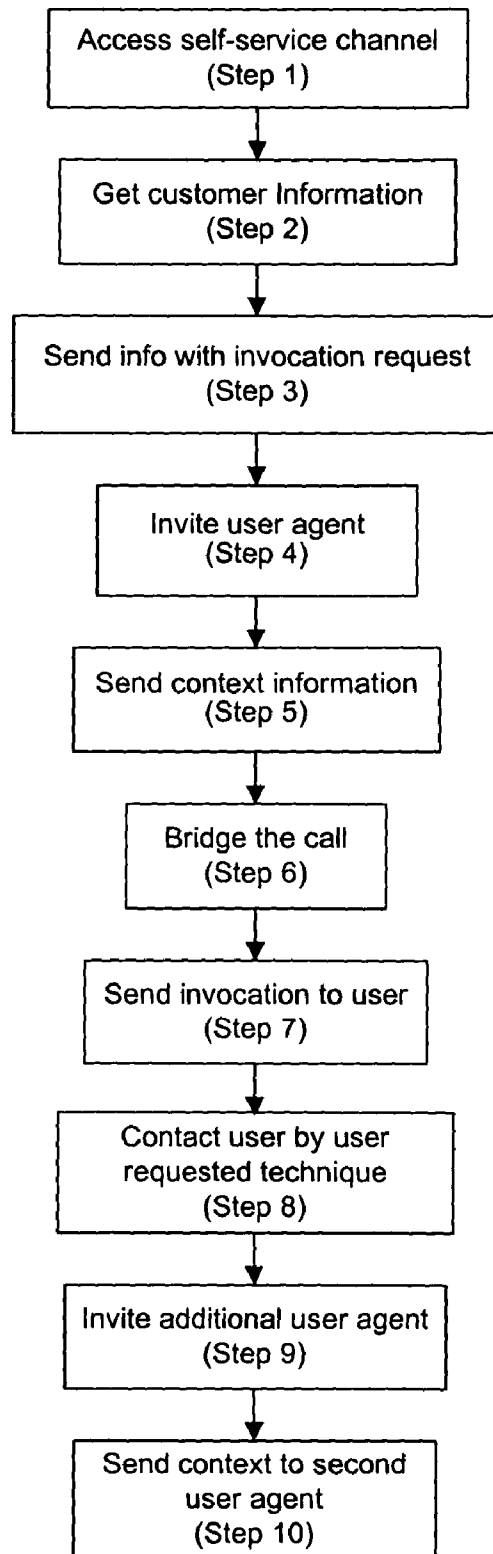 Access self-service channel
(Step 1)
Get customer Information
(Step 2)
Send info with invocation request
(Step 3)
Invite user agent
(Step 4)
Send context information
(Step 5)
Bridge the call
(Step 6)
Send invocation to user
(Step 7)
Contact user by user
requested technique
(Step 8)
Invite additional user agent
(Step 9)
Send context to second
user agent
(Step 10)